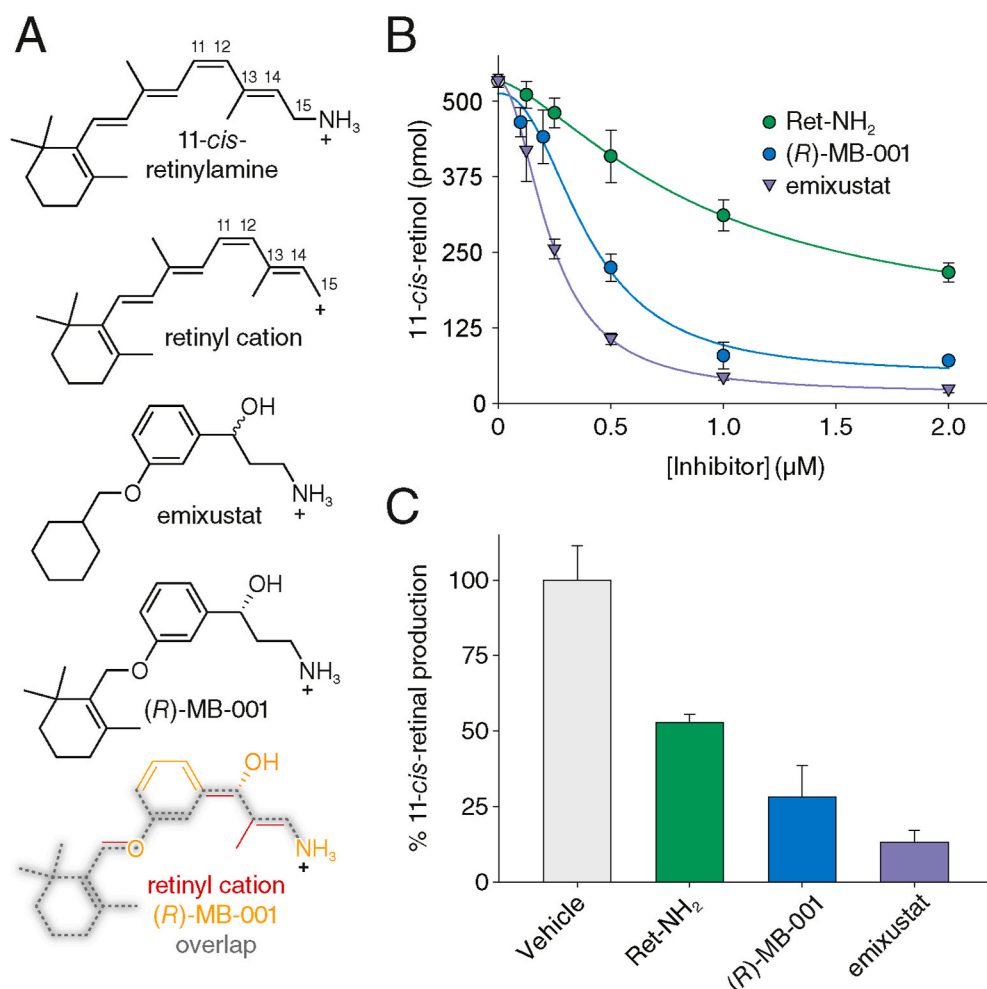 A
11 12
13 14
15
NH3
+
11-cis-
retinylamine
11 12
13 14
15
+
retinyl cation
OH
O
NH3
+
emixustat
OH
O
NH3
+
(R)-MB-001
OH
O
NH3
+
retinyl cation
(R)-MB-001
overlap
B
11-cis-retinol (pmol)
500
375
250
125
0
0 0.5 1.0 2.0
[Inhibitor] (µM)
Ret-NH2
(R)-MB-001
emixustat
C
% 11-cis-retinal production
100
75
50
25
0
Vehicle
Ret-NH2
(R)-MB-001
emixustat